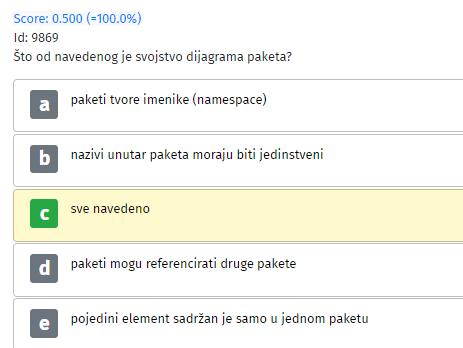 Score: 0.500 (=100.0%)
Id: 9869
Što od navedenog je svojstvo dijagrama paketa?
a paketi tvore imenike (namespace)
b nazivi unutar paketa moraju biti jedinstveni
c sve navedeno
d paketi mogu referencirati druge pakete
e pojedini element sadržan je samo u jednom paketu